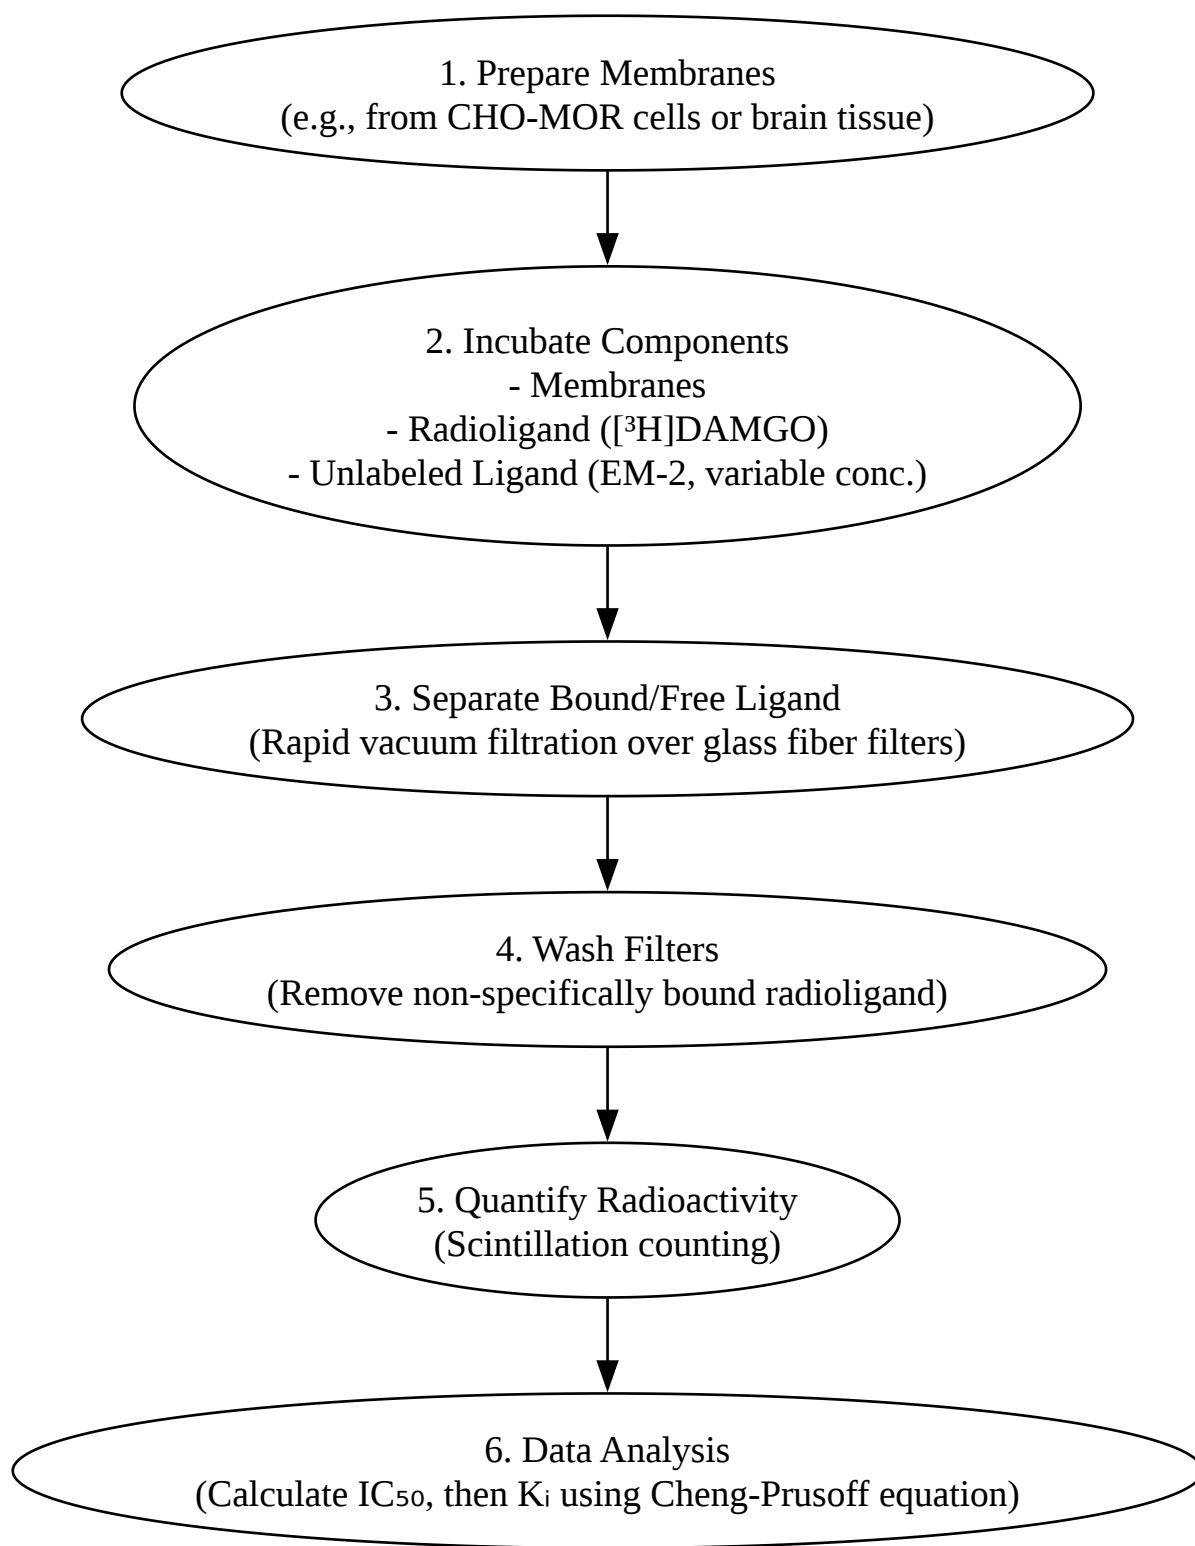 1. Prepare Membranes
(e.g., from CHO-MOR cells or brain tissue)
2. Incubate Components
- Membranes
- Radioligand ([³H]DAMGO)
- Unlabeled Ligand (EM-2, variable conc.)
3. Separate Bound/Free Ligand
(Rapid vacuum filtration over glass fiber filters)
4. Wash Filters
(Remove non-specifically bound radioligand)
5. Quantify Radioactivity
(Scintillation counting)
6. Data Analysis
(Calculate IC₅₀, then Kᵢ using Cheng-Prusoff equation)